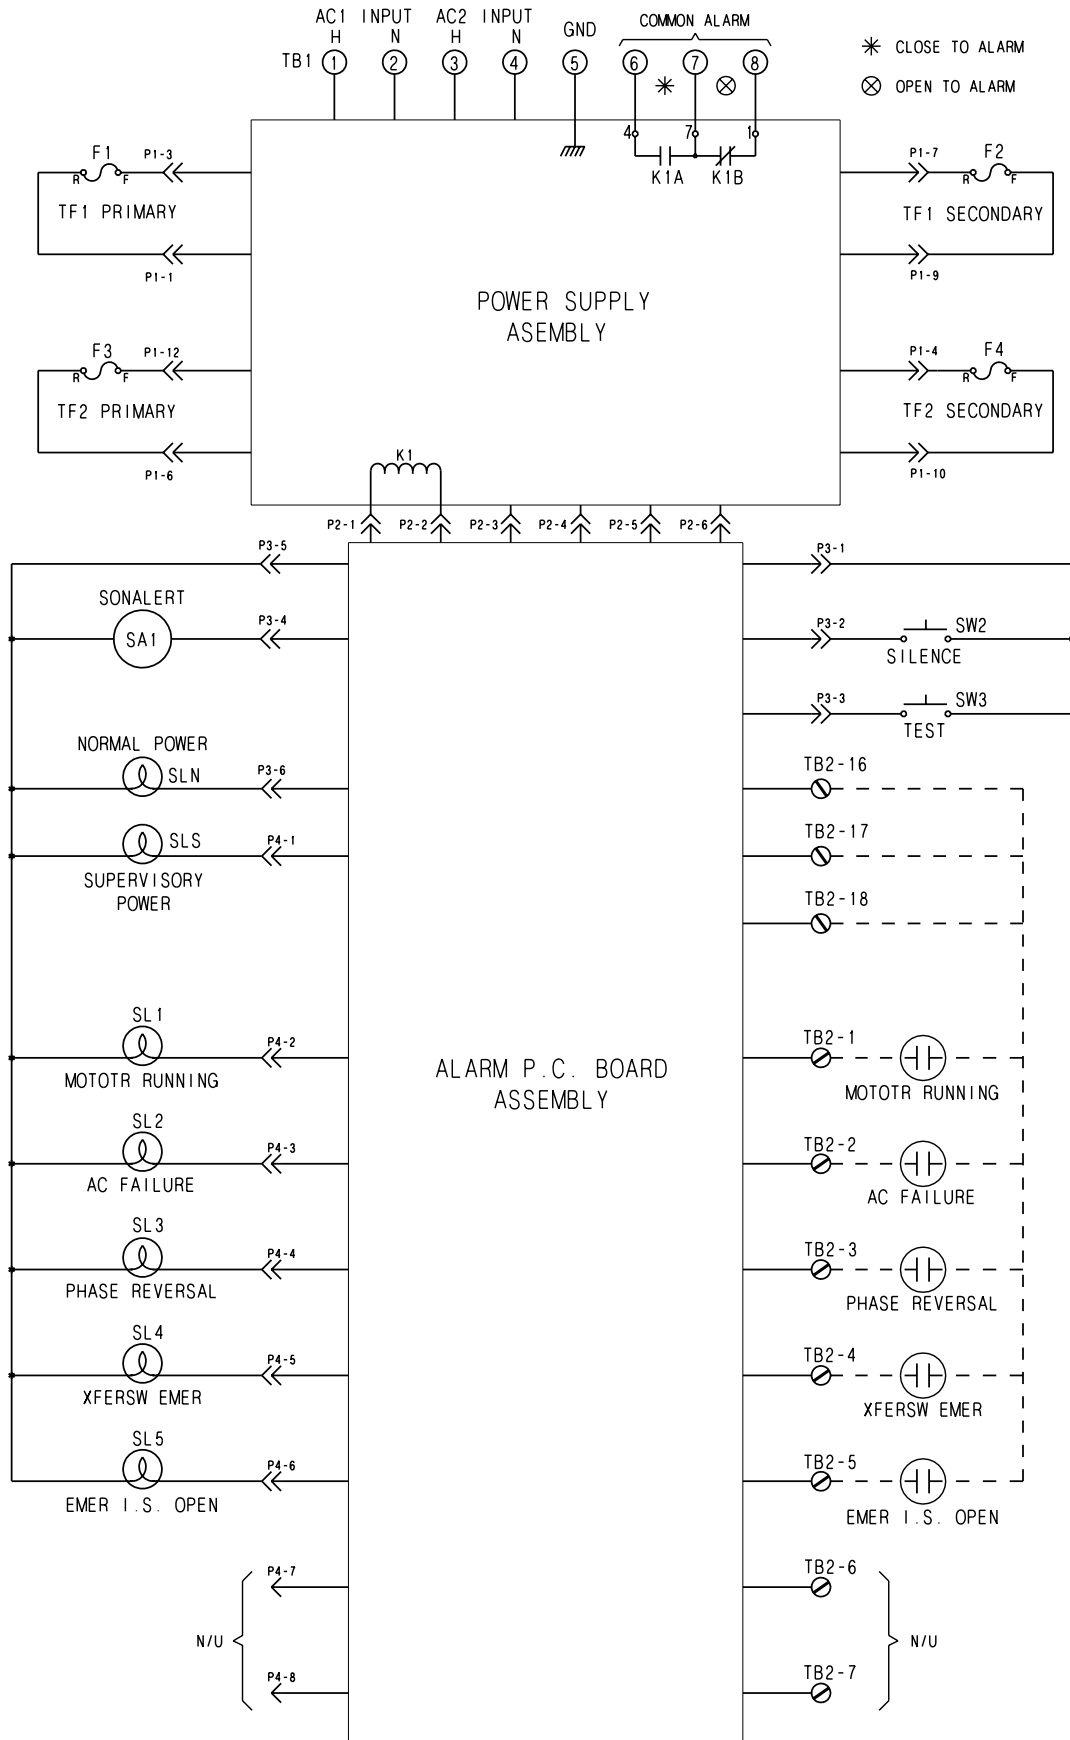 AC1 INPUT AC2 INPUT GND COMMON ALARM
H N H N
TB1 1 2 3 4 5 6 7 8
CLOSE TO ALARM
OPEN TO ALARM
4 7 1
K1A K1B
F1 P1-3
R F
TF1 PRIMARY
P1-1
P1-7 F2
R F
TF1 SECONDARY
P1-9
POWER SUPPLY
ASEMBLY
F3 P1-12
R F
TF2 PRIMARY
P1-6
P1-4 F4
R F
TF2 SECONDARY
P1-10
K1
P2-1 P2-2 P2-3 P2-4 P2-5 P2-6
P3-5
SONALERT
SA1 P3-4
NORMAL POWER
SLN P3-6
SLS P4-1
SUPERVISORY
POWER
SL1
P4-2
MOTOTR RUNNING
SL2
P4-3
AC FAILURE
SL3
P4-4
PHASE REVERSAL
SL4
P4-5
XFERSW EMER
SL5
P4-6
EMER I.S. OPEN
P4-7
N/U
P4-8
ALARM P.C. BOARD
ASSEMBLY
P3-1
P3-2 SW2
SILENCE
P3-3 SW3
TEST
TB2-16
TB2-17
TB2-18
TB2-1
MOTOTR RUNNING
TB2-2
AC FAILURE
TB2-3
PHASE REVERSAL
TB2-4
XFERSW EMER
TB2-5
EMER I.S. OPEN
TB2-6
N/U
TB2-7